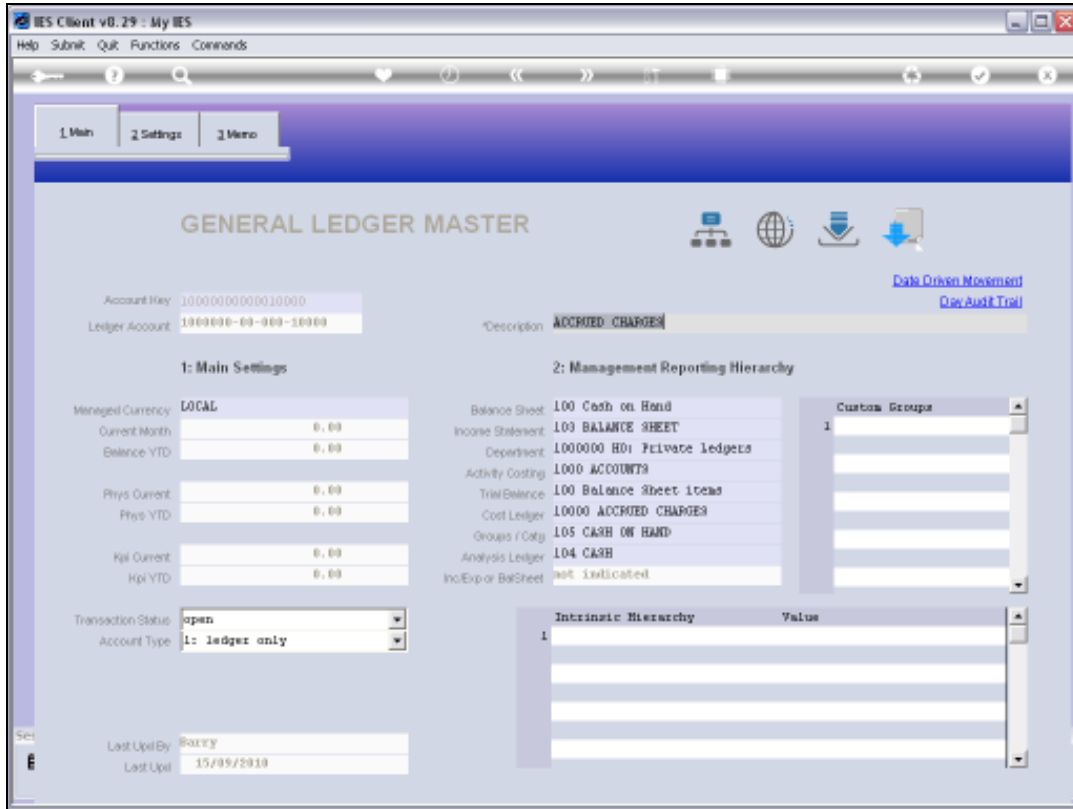 IES Client v8.29 : My IES
Help Submit Quit Functions Commands
1 Main 2 Settings 3 Memo
GENERAL LEDGER MASTER
Date Driven Movement
Day Audit Trail
Account Key 10000000000010000
Ledger Account 1000000-00-000-10000 *Description ACCRUED CHARGES
1: Main Settings 2: Management Reporting Hierarchy
Managed Currency LOCAL
Current Month 0.00
Balance YTD 0.00
Phys Current 0.00
Phys YTD 0.00
Kpi Current 0.00
Kpi YTD 0.00
Transaction Status open
Account Type 1: ledger only
Balance Sheet 100 Cash on Hand
Income Statement 103 BALANCE SHEET
Department 1000000 HD: Private ledgers
Activity Costing 1000 ACCOUNTS
Trial Balance 100 Balance Sheet items
Cost Ledger 10000 ACCRUED CHARGES
Groups / Catg 105 CASH ON HAND
Analysis Ledger 104 CASH
Inc/Exp or BalSheet not indicated
Custom Groups
1
Intrinsic Hierarchy Value
1
Last Upd By Barry
Last Upd 15/09/2010